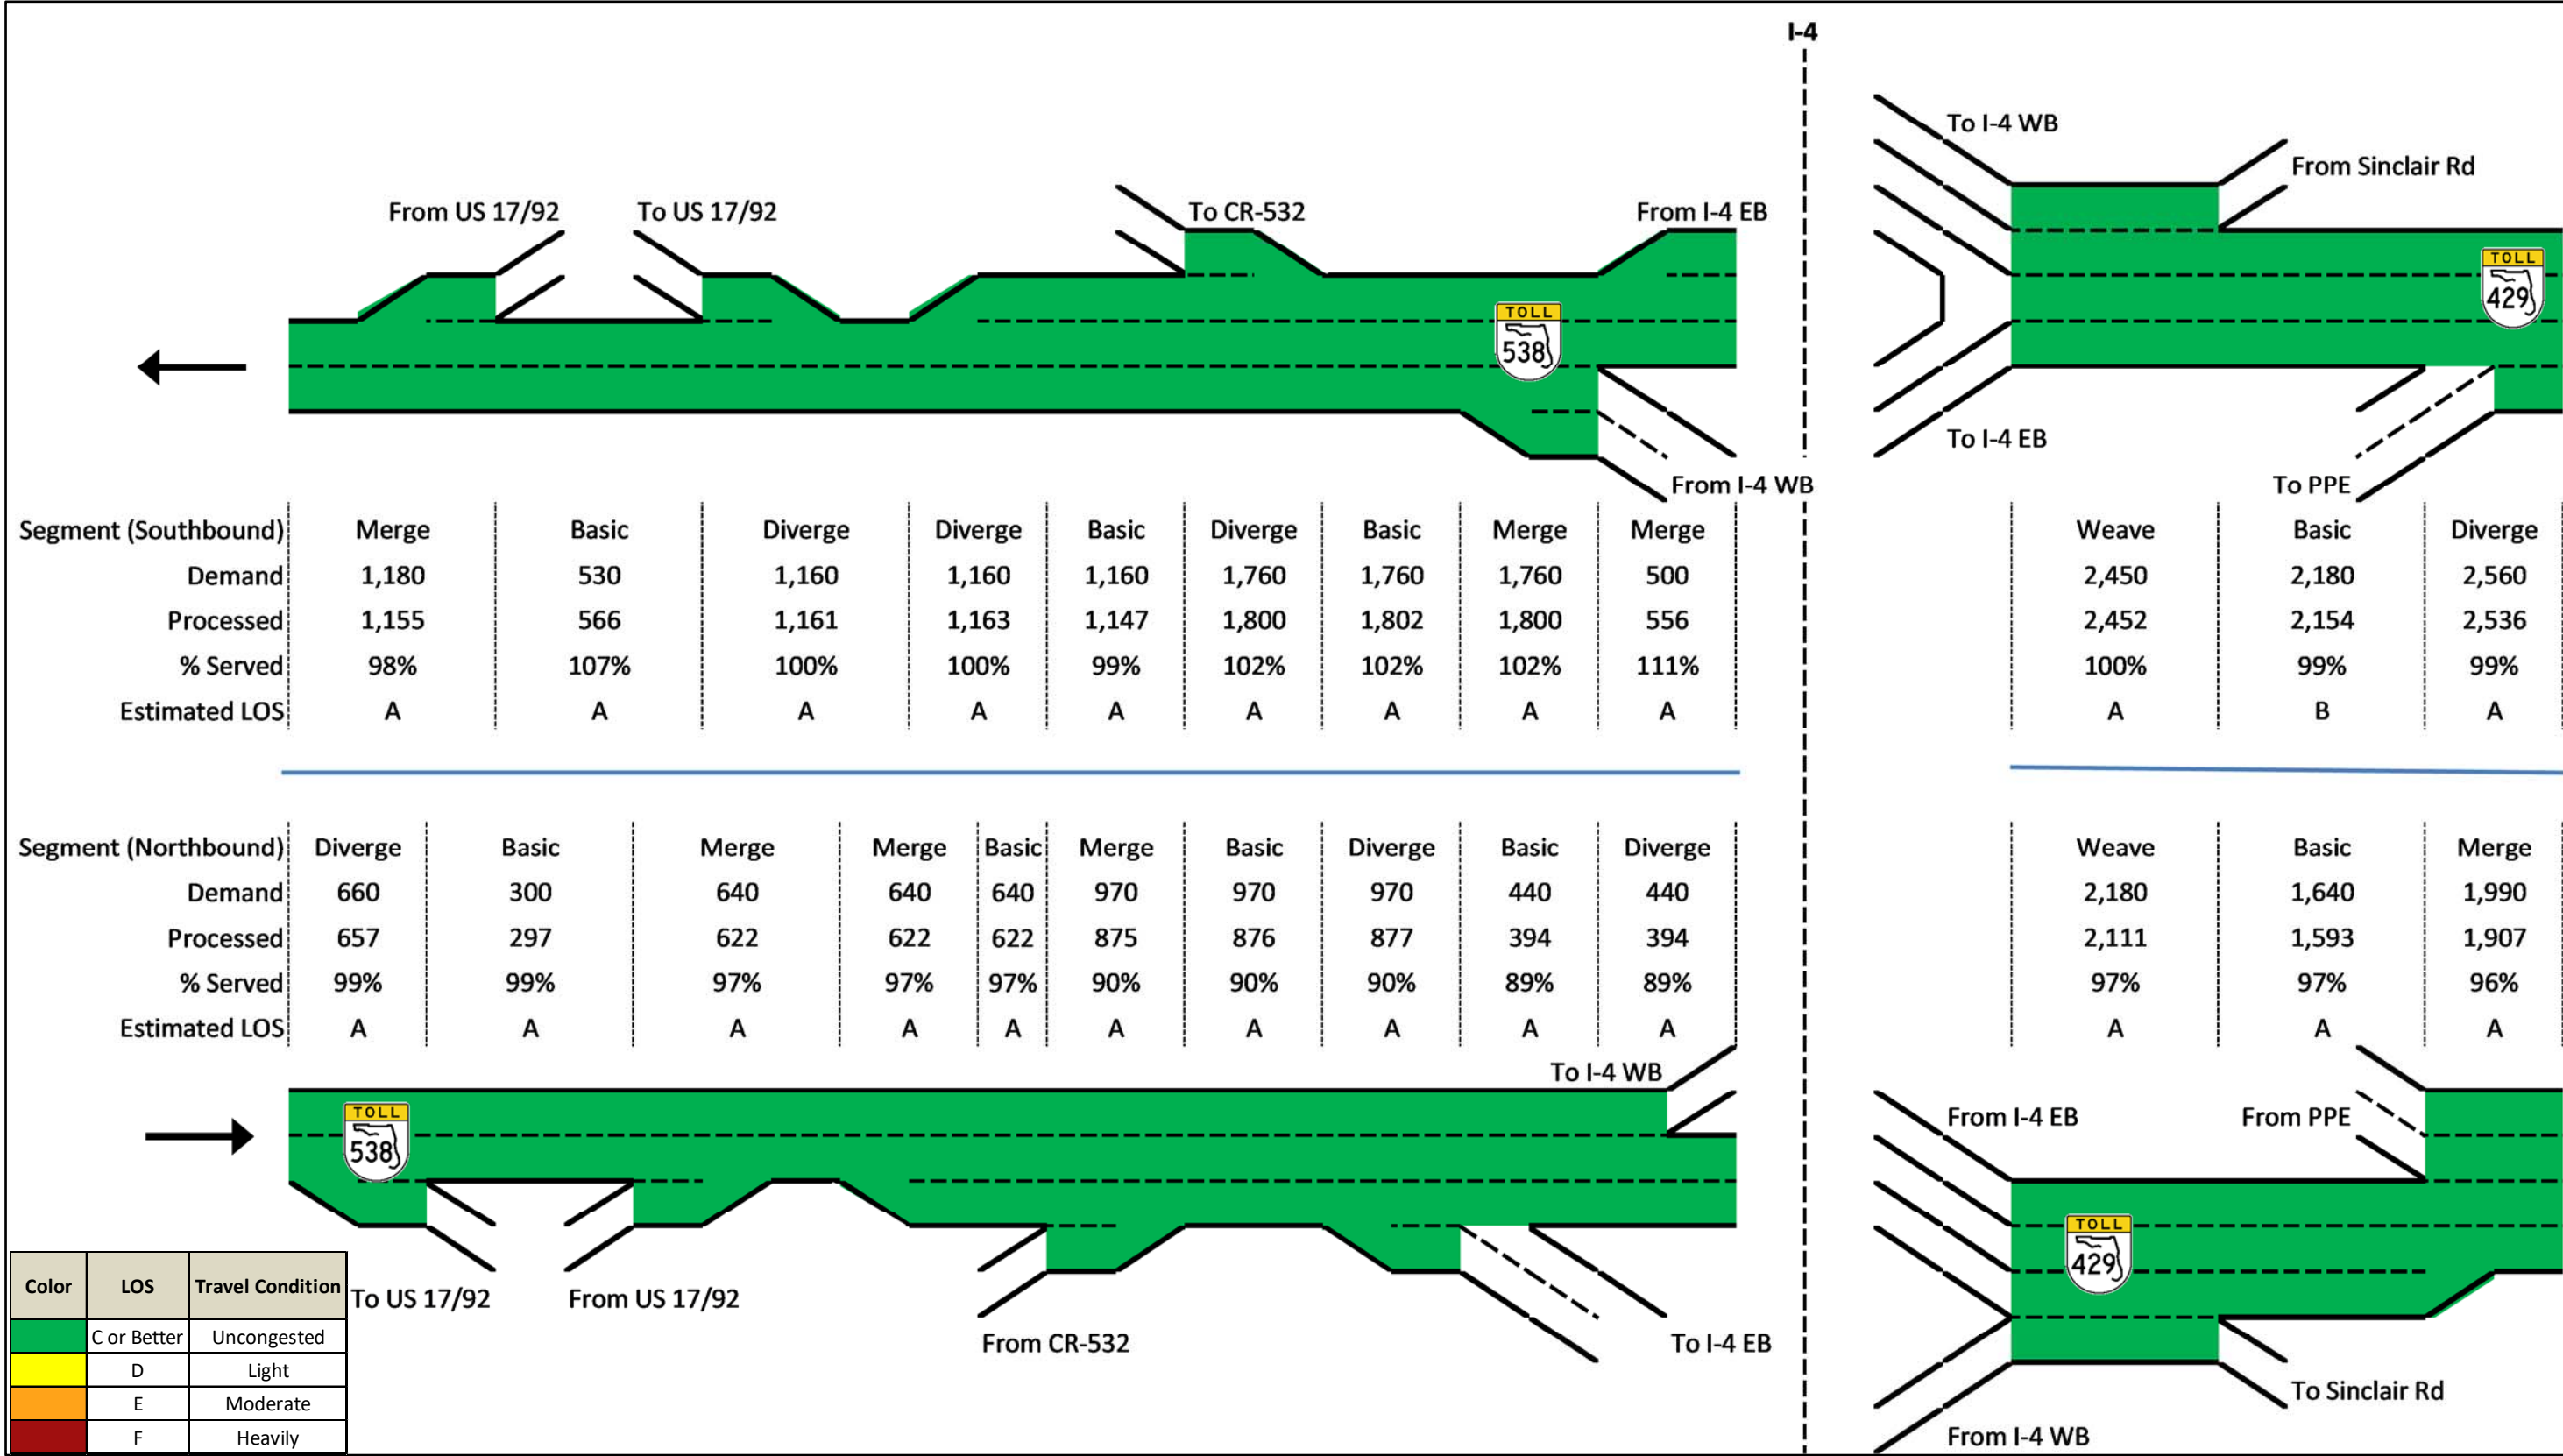 I-4
To I-4 WB
From Sinclair Rd
From US 17/92 To US 17/92 To CR-532 From I-4 EB
TOLL
429
TOLL
538
To I-4 EB
From I-4 WB To PPE
Segment (Southbound) Merge Basic Diverge Diverge Basic Diverge Basic Merge Merge Weave Basic Diverge
Demand 1,180 530 1,160 1,160 1,160 1,760 1,760 1,760 500 2,450 2,180 2,560
Processed 1,155 566 1,161 1,163 1,147 1,800 1,802 1,800 556 2,452 2,154 2,536
% Served 98% 107% 100% 100% 99% 102% 102% 102% 111% 100% 99% 99%
Estimated LOS A A A A A A A A A A B A
Segment (Northbound) Diverge Basic Merge Merge Basic Merge Basic Diverge Basic Diverge Weave Basic Merge
Demand 660 300 640 640 640 970 970 970 440 440 2,180 1,640 1,990
Processed 657 297 622 622 622 875 876 877 394 394 2,111 1,593 1,907
% Served 99% 99% 97% 97% 97% 90% 90% 90% 89% 89% 97% 97% 96%
Estimated LOS A A A A A A A A A A A A A
To I-4 WB
TOLL
538
From I-4 EB From PPE
TOLL
429
To US 17/92 From US 17/92
From CR-532 To I-4 EB
To Sinclair Rd
From I-4 WB
Color LOS Travel Condition
C or Better Uncongested
D Light
E Moderate
F Heavily